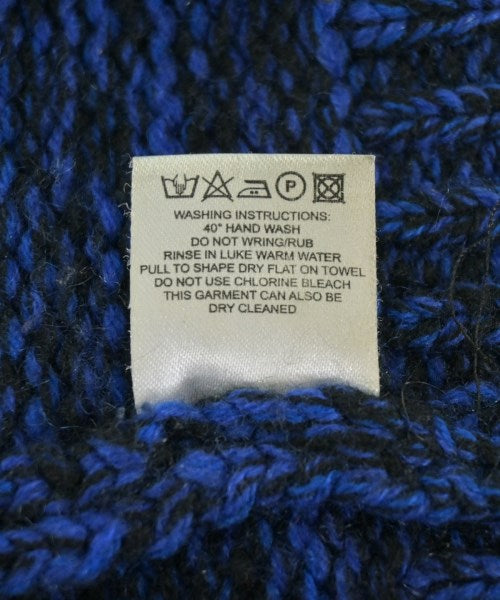 P
WASHING INSTRUCTIONS:
40° HAND WASH
DO NOT WRING/RUB
RINSE IN LUKE WARM WATER
PULL TO SHAPE DRY FLAT ON TOWEL
DO NOT USE CHLORINE BLEACH
THIS GARMENT CAN ALSO BE
DRY CLEANED